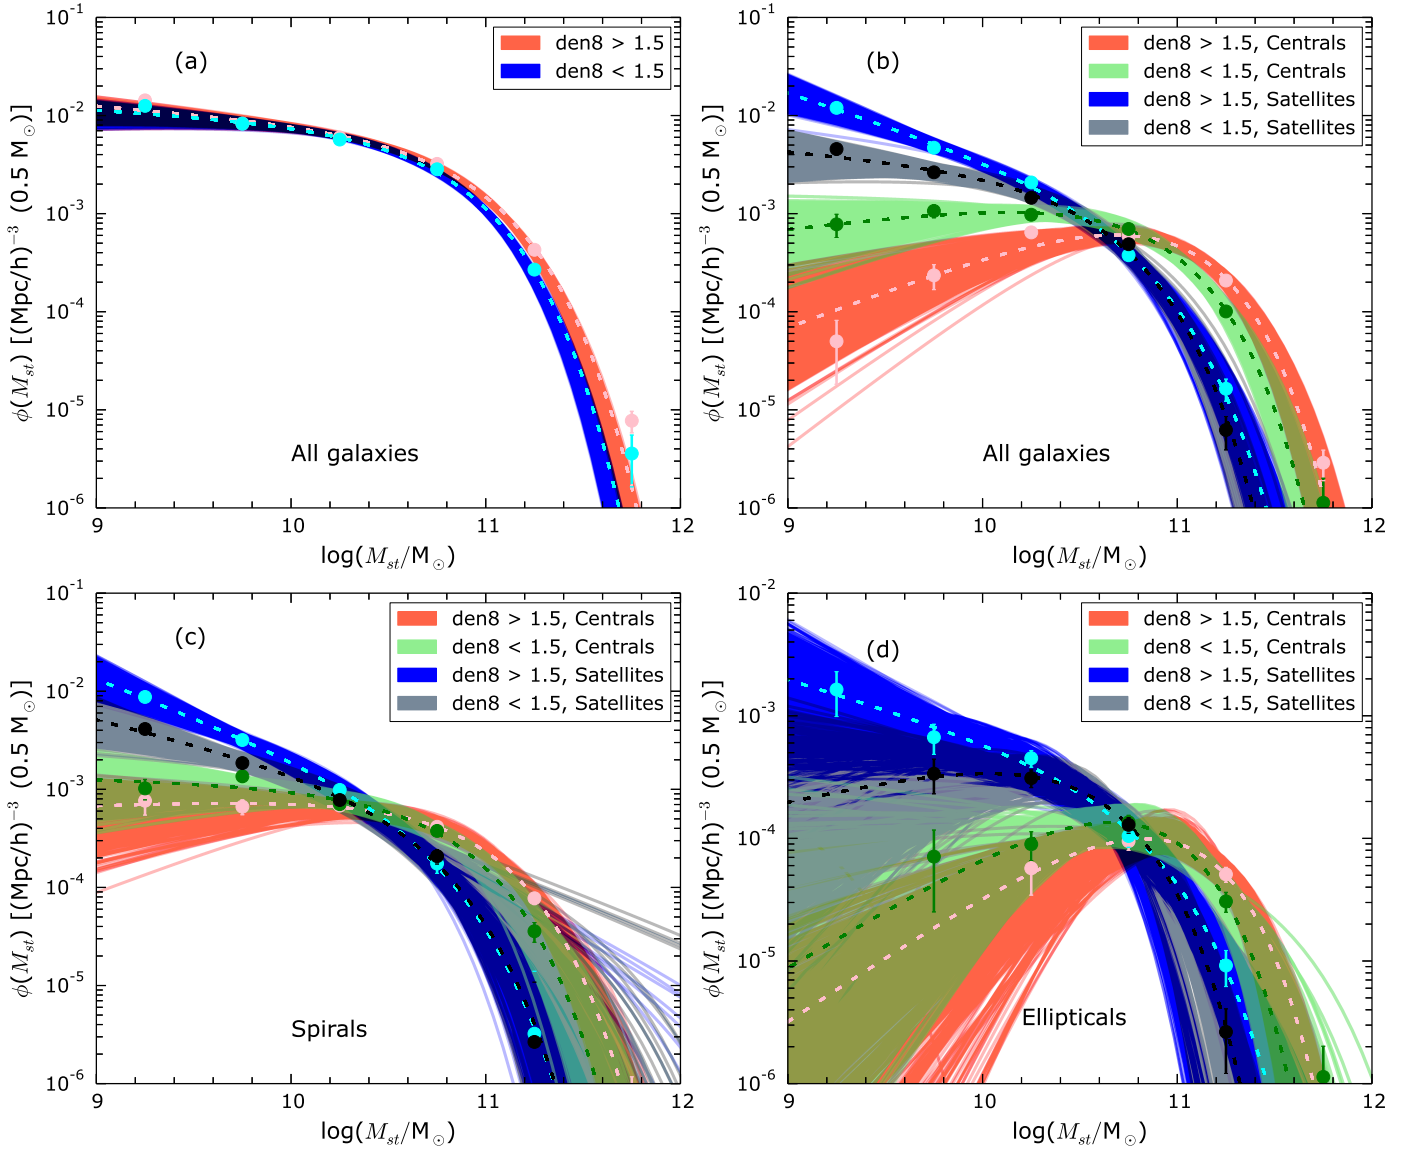 (a)
den8 > 1.5
den8 < 1.5
10^-1
10^-2
10^-3
10^-4
10^-5
10^-6
ϕ(M_st) [(Mpc/h)^-3 (0.5 M_⊙)]
All galaxies
9 10 11 12
log(M_st/M_⊙)
(b)
den8 > 1.5, Centrals
den8 < 1.5, Centrals
den8 > 1.5, Satellites
den8 < 1.5, Satellites
10^-1
10^-2
10^-3
10^-4
10^-5
10^-6
ϕ(M_st) [(Mpc/h)^-3 (0.5 M_⊙)]
All galaxies
9 10 11 12
log(M_st/M_⊙)
(c)
den8 > 1.5, Centrals
den8 < 1.5, Centrals
den8 > 1.5, Satellites
den8 < 1.5, Satellites
10^-1
10^-2
10^-3
10^-4
10^-5
10^-6
ϕ(M_st) [(Mpc/h)^-3 (0.5 M_⊙)]
Spirals
9 10 11 12
log(M_st/M_⊙)
(d)
den8 > 1.5, Centrals
den8 < 1.5, Centrals
den8 > 1.5, Satellites
den8 < 1.5, Satellites
10^-2
10^-3
10^-4
10^-5
10^-6
ϕ(M_st) [(Mpc/h)^-3 (0.5 M_⊙)]
Ellipticals
9 10 11 12
log(M_st/M_⊙)